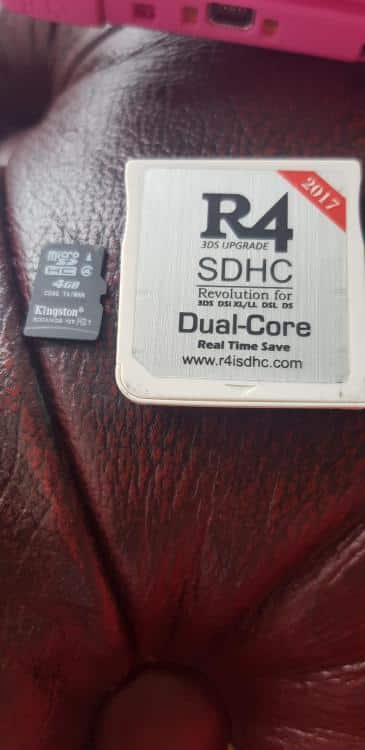 micro
SD
HC 4
4GB
Kingston
2017
R4
3DS UPGRADE
SDHC
Revolution for
3DS DSi XL/LL DSL DS
Dual-Core
Real Time Save
www.r4isdhc.com